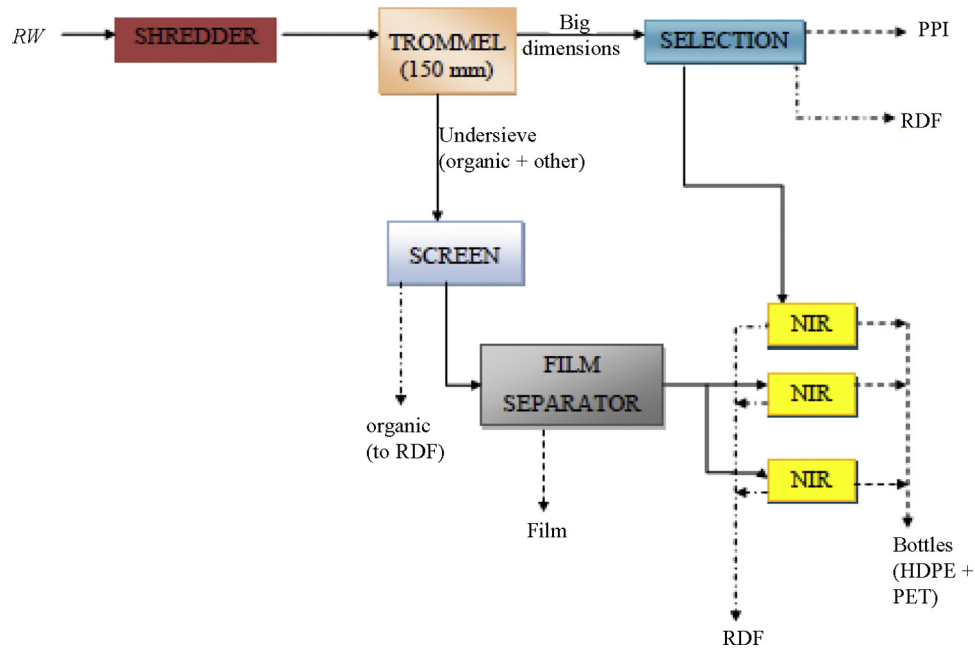 RW
SHREDDER
TROMMEL
(150 mm)
Big
dimensions
SELECTION
PPI
RDF
Undersieve
(organic + other)
SCREEN
NIR
FILM
SEPARATOR
NIR
organic
(to RDF)
NIR
Film
Bottles
(HDPE +
PET)
RDF